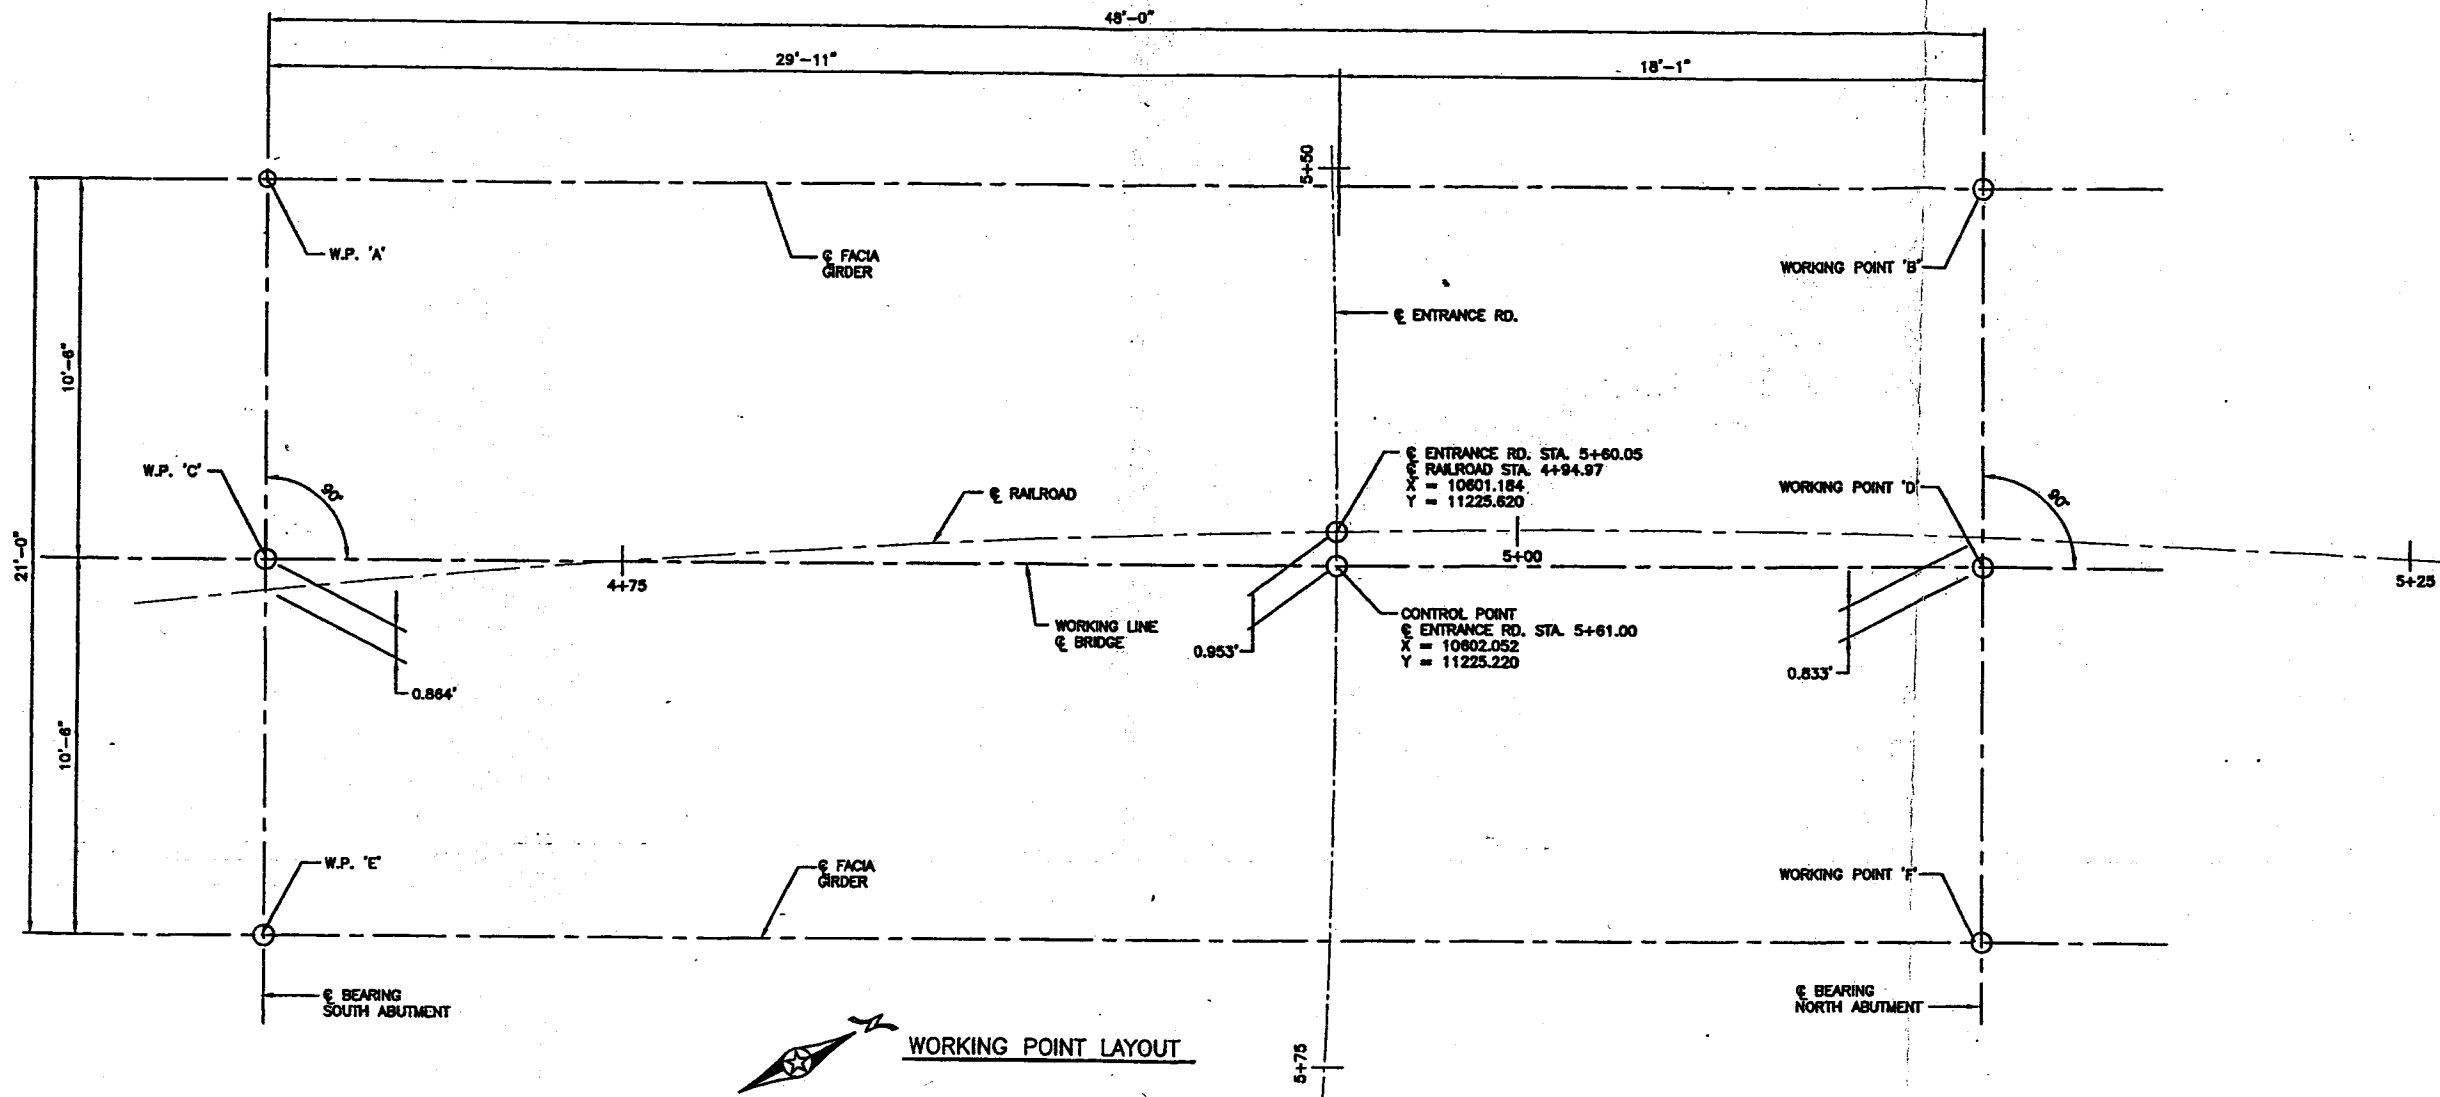 48'-0"
29'-11"
18'-1"
5+50
W.P. 'A'
℄ FACIA
GIRDER
WORKING POINT 'B'
℄ ENTRANCE RD.
10'-6"
W.P. 'C'
90°
℄ RAILROAD
℄ ENTRANCE RD. STA. 5+60.05
℄ RAILROAD STA. 4+94.97
X = 10601.184
Y = 11225.620
WORKING POINT 'D'
90°
21'-0"
4+75
5+00
5+25
WORKING LINE
℄ BRIDGE
0.953'
CONTROL POINT
℄ ENTRANCE RD. STA. 5+61.00
X = 10602.052
Y = 11225.220
0.864'
0.833'
10'-6"
W.P. 'E'
℄ FACIA
GIRDER
WORKING POINT 'F'
℄ BEARING
SOUTH ABUTMENT
℄ BEARING
NORTH ABUTMENT
N
WORKING POINT LAYOUT
5+75